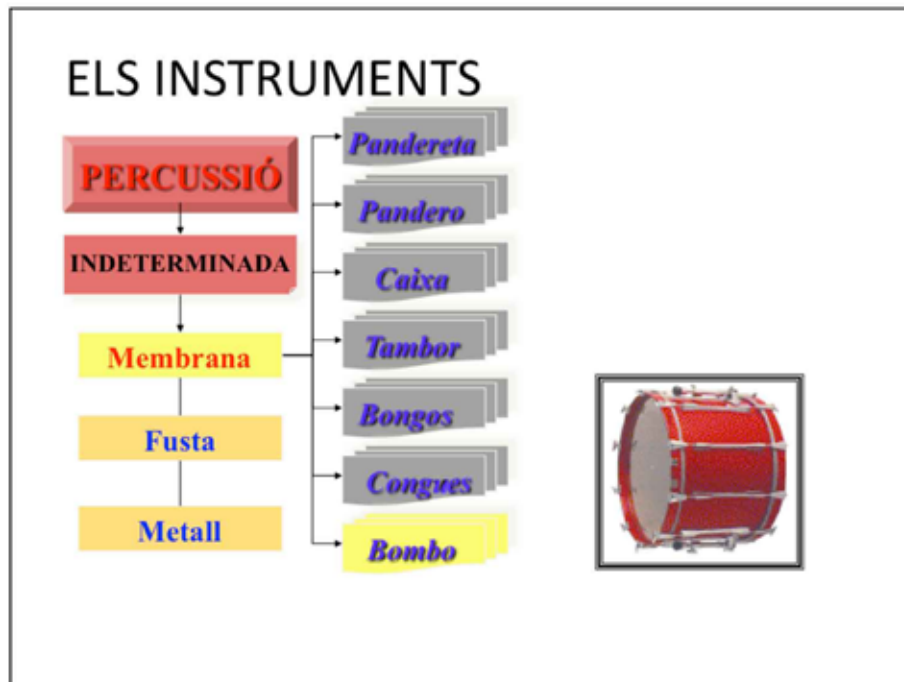 ELS INSTRUMENTS
PERCUSSIÓ
INDETERMINADA
Membrana
Fusta
Metall
Pandereta
Pandero
Caixa
Tambor
Bongos
Congues
Bombo